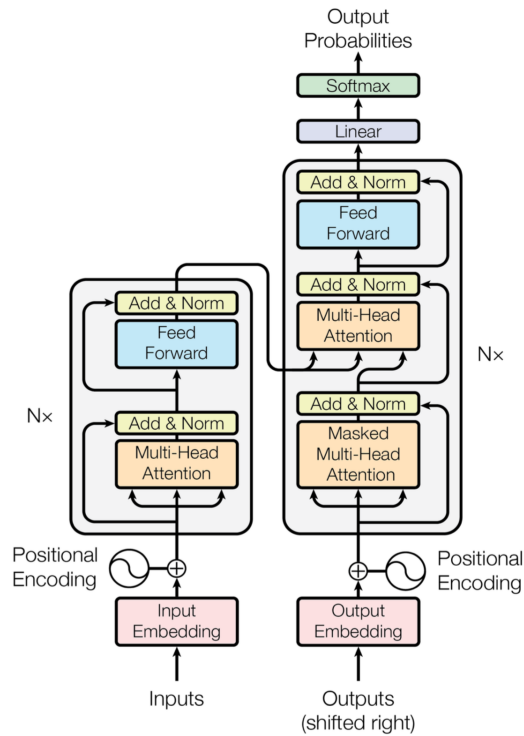 Output
Probabilities
Softmax
Linear
Add & Norm
Feed
Forward
Add & Norm
Multi-Head
Attention
Add & Norm
Masked
Multi-Head
Attention
N×
Add & Norm
Feed
Forward
Add & Norm
Multi-Head
Attention
N×
Positional
Encoding
Positional
Encoding
Input
Embedding
Output
Embedding
Inputs
Outputs
(shifted right)